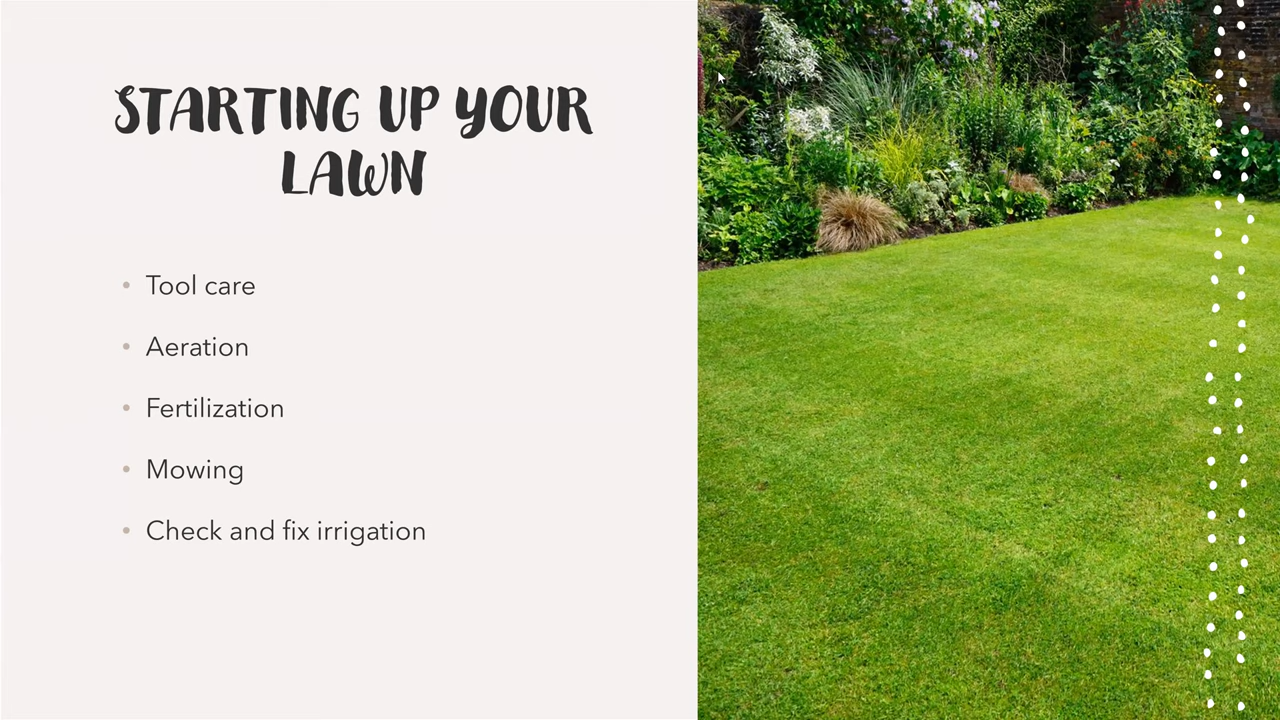 STARTING UP YOUR
LAWN
• Tool care
• Aeration
• Fertilization
• Mowing
• Check and fix irrigation